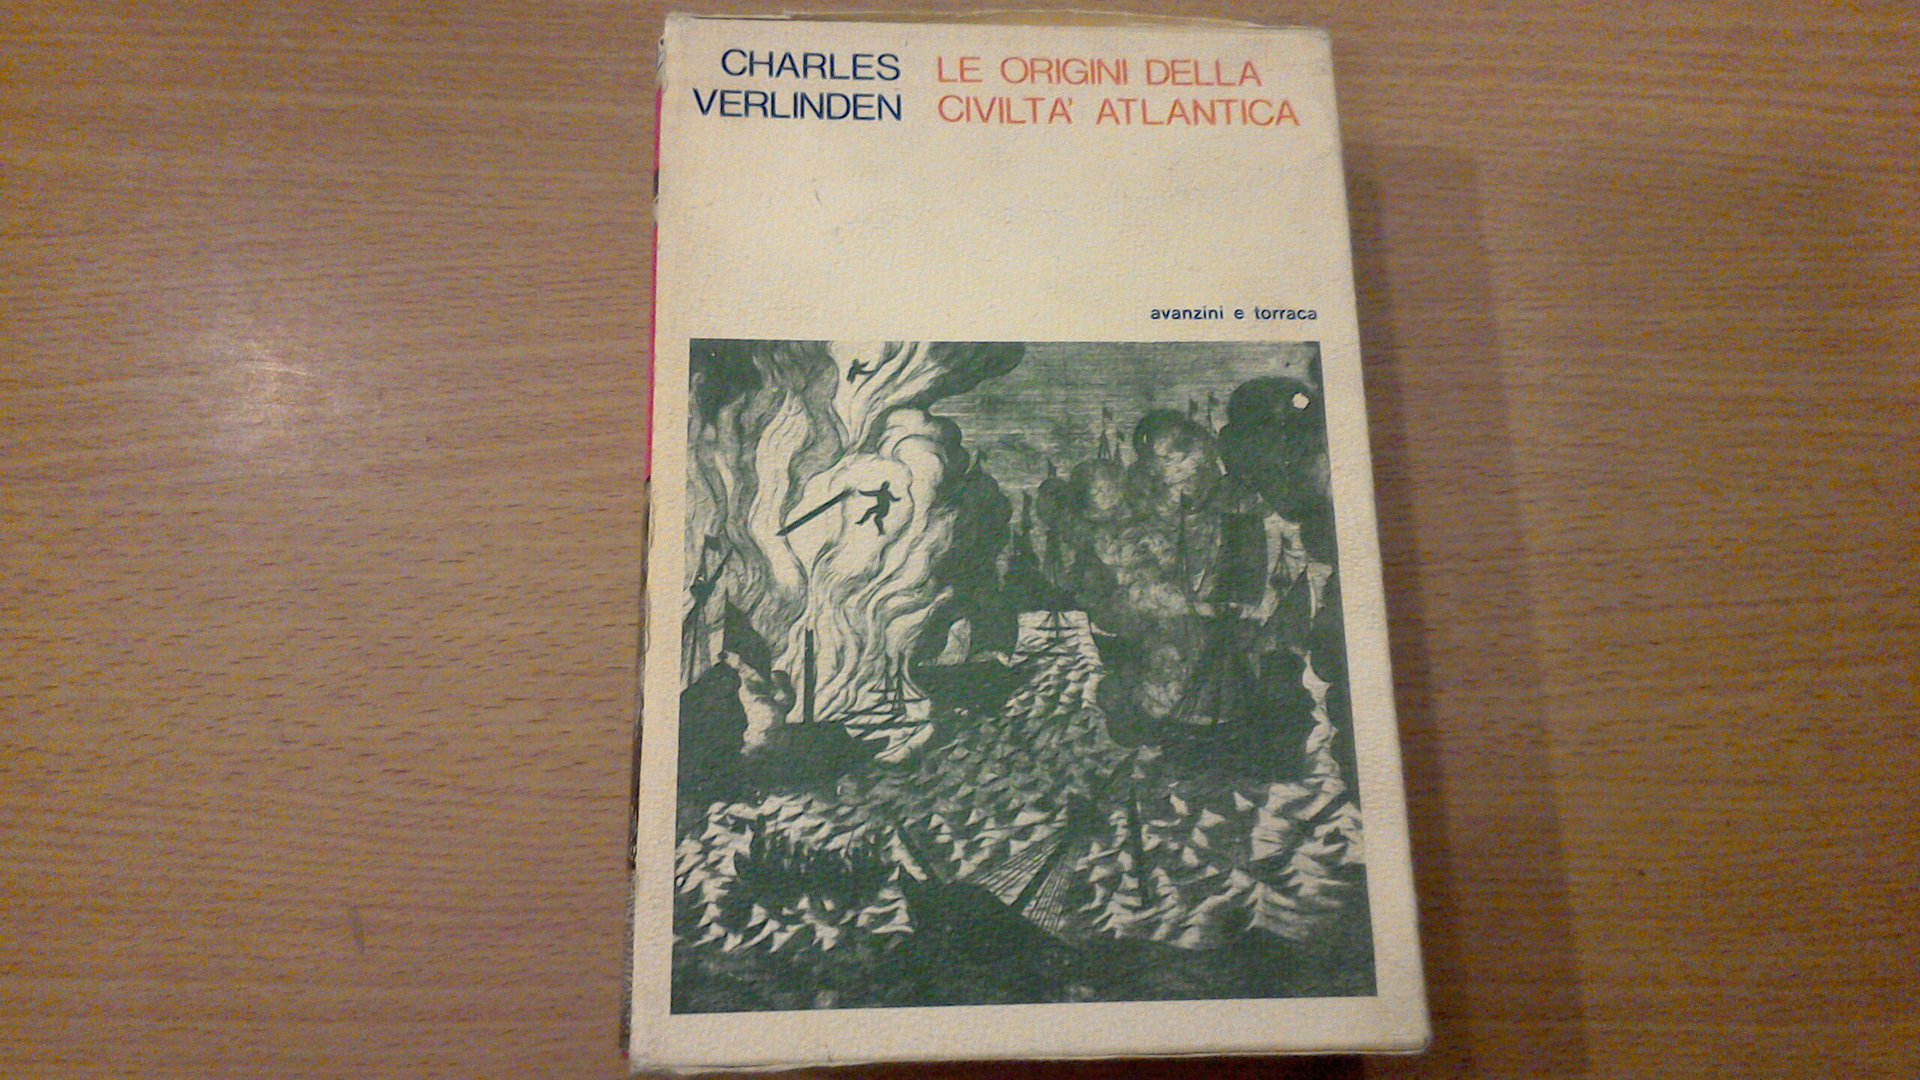 CHARLES
VERLINDEN
LE ORIGINI DELLA
CIVILTA' ATLANTICA
avanzini e torraca